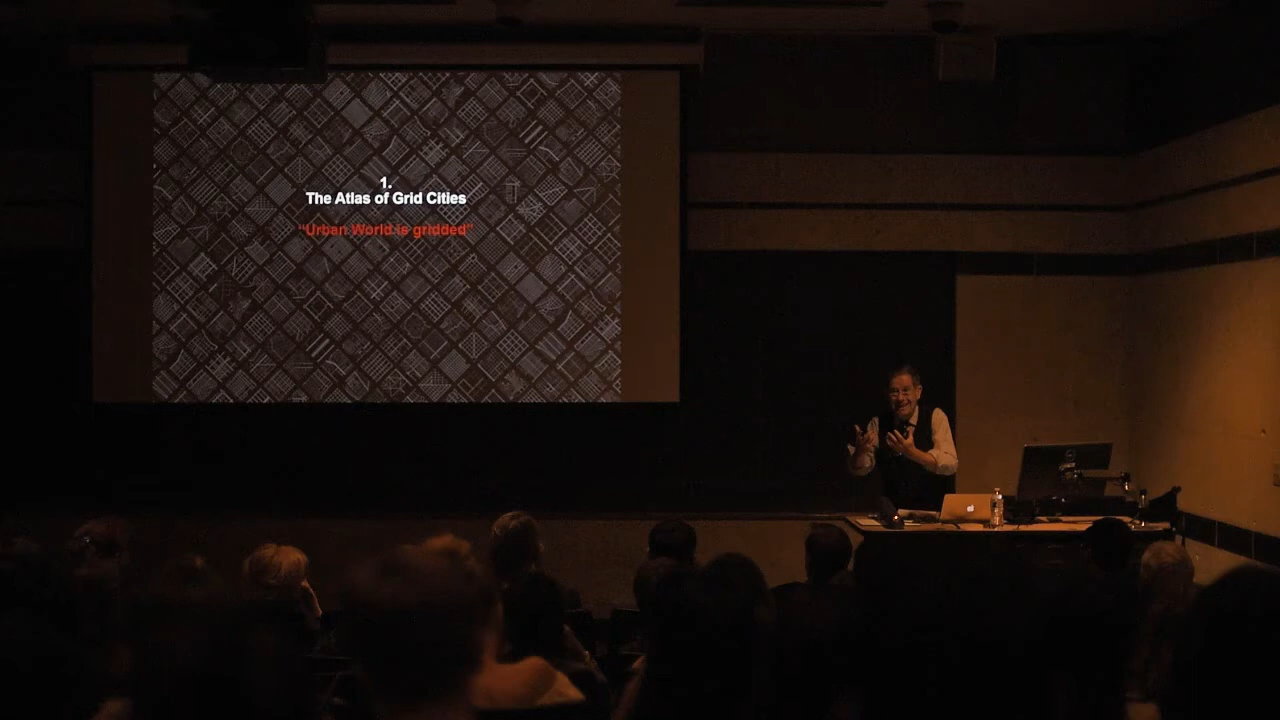 1.
The Atlas of Grid Cities
“Urban World is gridded”